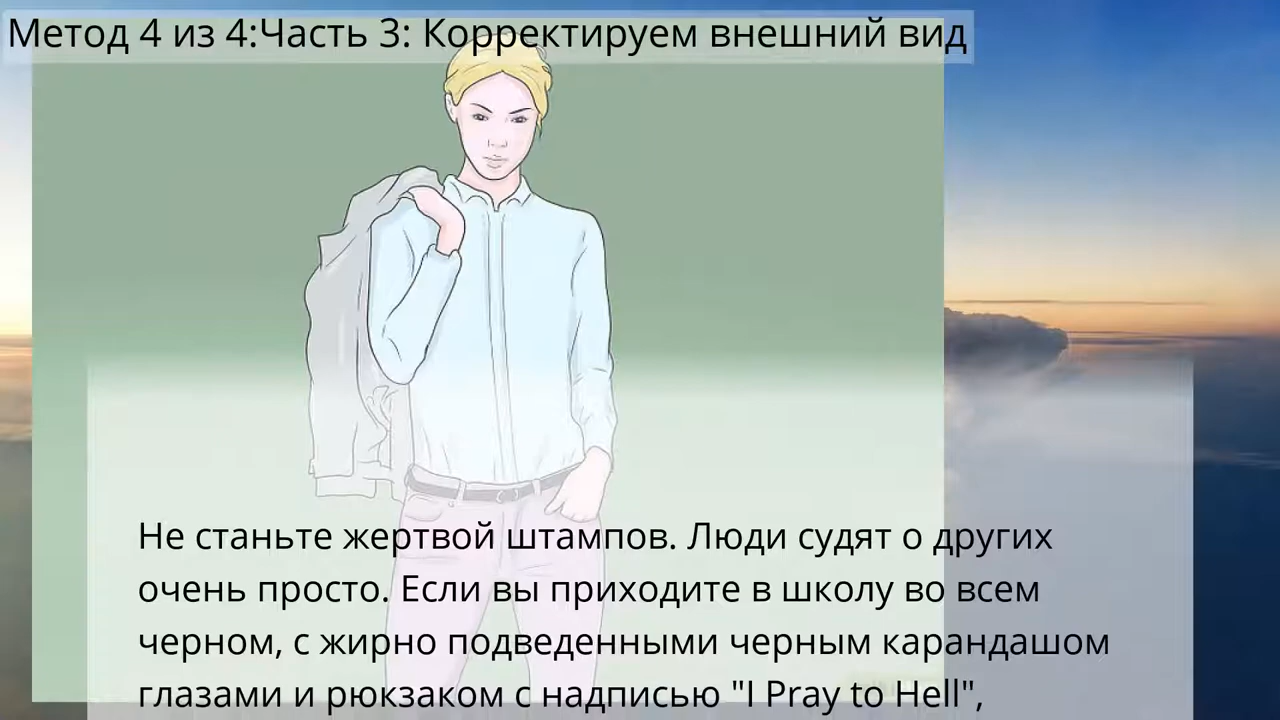 Метод 4 из 4:Часть 3: Корректируем внешний вид
Не станьте жертвой штампов. Люди судят о других
очень просто. Если вы приходите в школу во всем
черном, с жирно подведенными черным карандашом
глазами и рюкзаком с надписью "I Pray to Hell",